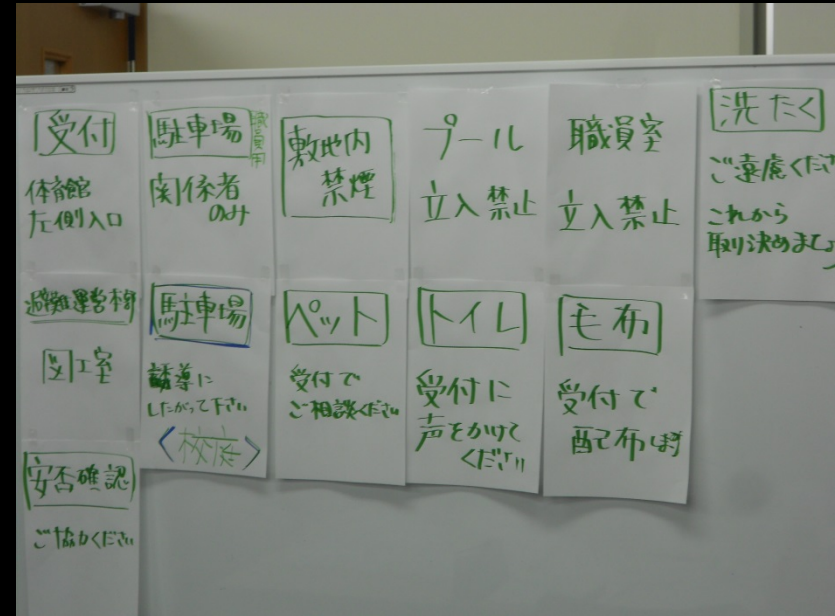 受付
体育館
左側入口
駐車場
職員用
関係者
のみ
敷地内
禁煙
プール
立入禁止
職員室
立入禁止
洗たく
ご遠慮くださ
これから
取り決めましょ
避難運営本部
図工室
駐車場
誘導に
したがって下さい
<校庭>
ペット
受付で
ご相談ください
トイレ
受付に
声をかけて
ください
毛布
受付で
配布します
安否確認
ご協力ください